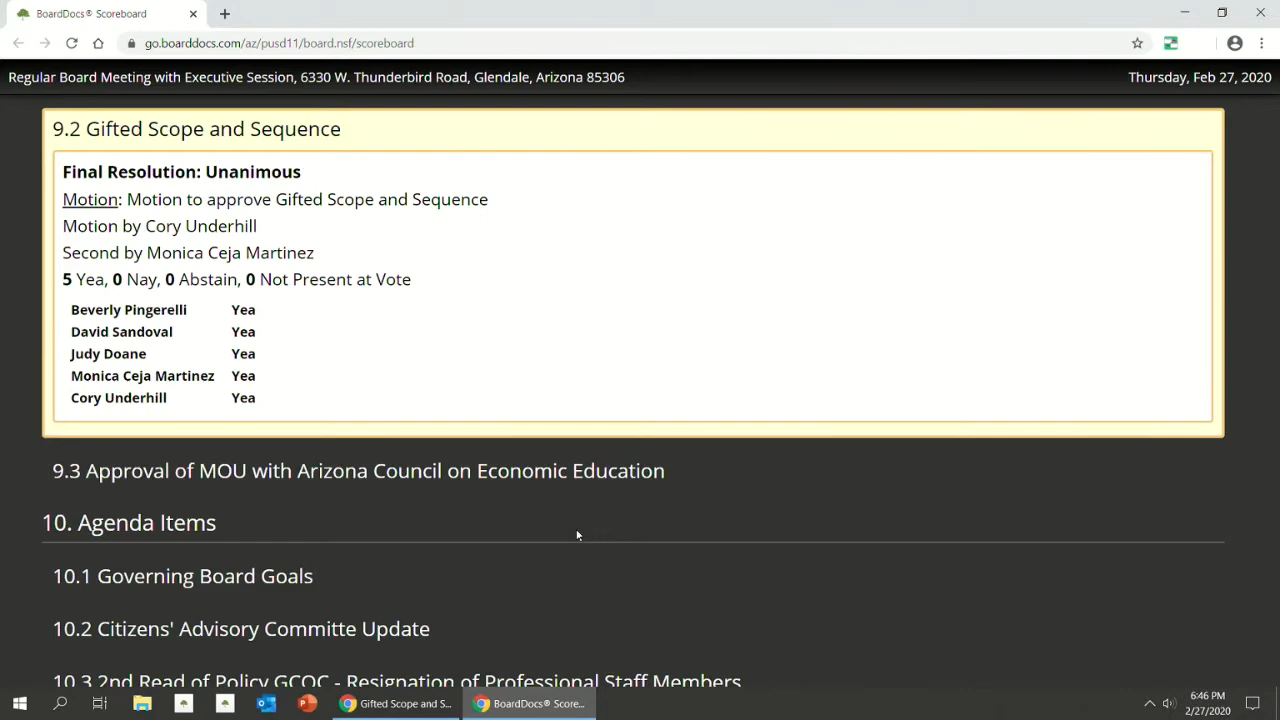 BoardDocs® Scoreboard
go.boarddocs.com/az/pusd11/board.nsf/scoreboard
Regular Board Meeting with Executive Session, 6330 W. Thunderbird Road, Glendale, Arizona 85306 Thursday, Feb 27, 2020
9.2 Gifted Scope and Sequence
Final Resolution: Unanimous
Motion: Motion to approve Gifted Scope and Sequence
Motion by Cory Underhill
Second by Monica Ceja Martinez
5 Yea, 0 Nay, 0 Abstain, 0 Not Present at Vote
Beverly Pingerelli Yea
David Sandoval Yea
Judy Doane Yea
Monica Ceja Martinez Yea
Cory Underhill Yea
9.3 Approval of MOU with Arizona Council on Economic Education
10. Agenda Items
10.1 Governing Board Goals
10.2 Citizens' Advisory Committe Update
10.3 2nd Read of Policy GCQC - Resignation of Professional Staff Members
Gifted Scope and S... BoardDocs® Score... 6:46 PM
2/27/2020